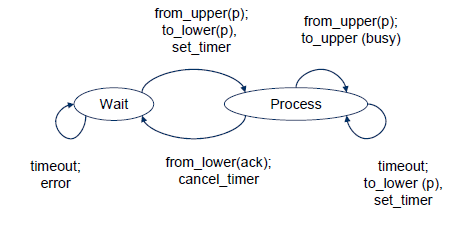 from_upper(p);
to_lower(p),
set_timer
from_upper(p);
to_upper (busy)
Wait
Process
timeout;
error
from_lower(ack);
cancel_timer
timeout;
to_lower (p),
set_timer